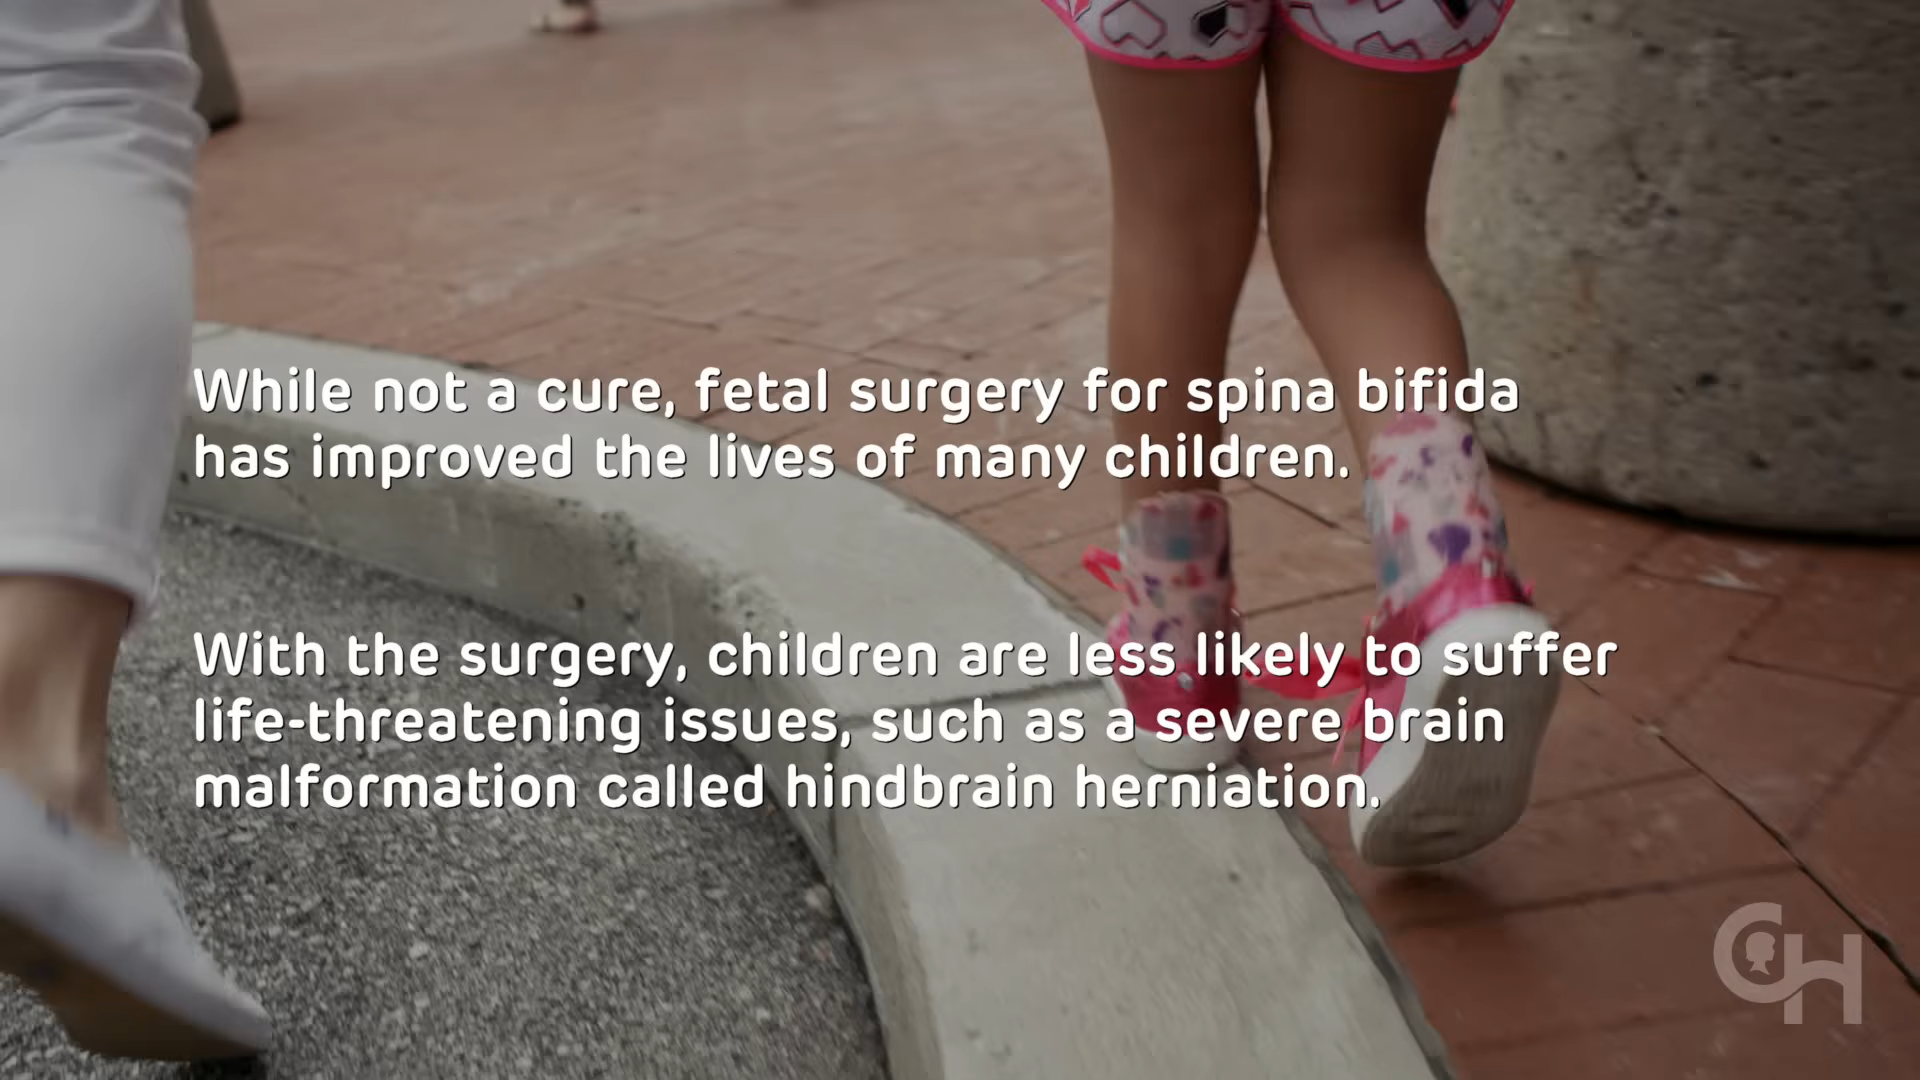 While not a cure, fetal surgery for spina bifida
has improved the lives of many children.
With the surgery, children are less likely to suffer
life-threatening issues, such as a severe brain
malformation called hindbrain herniation.
CH